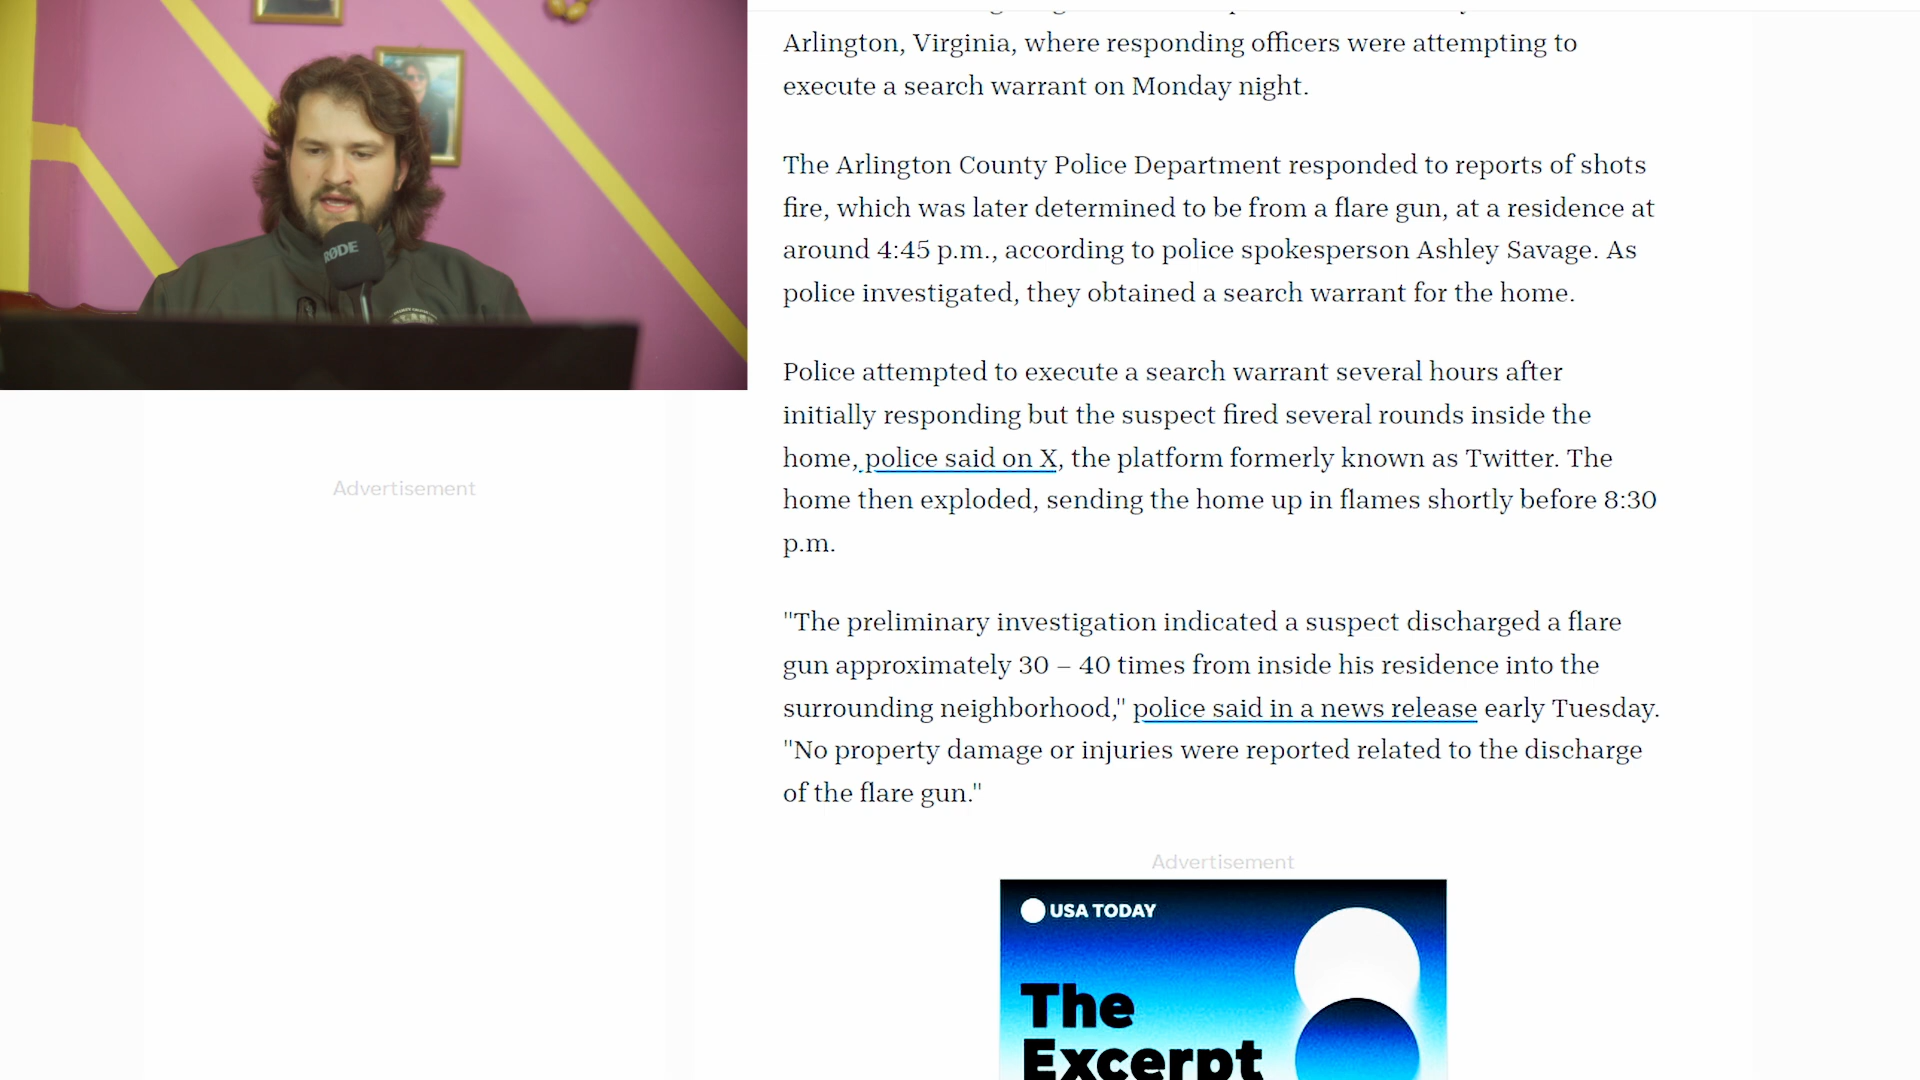 RØDE
Arlington, Virginia, where responding officers were attempting to
execute a search warrant on Monday night.
The Arlington County Police Department responded to reports of shots
fire, which was later determined to be from a flare gun, at a residence at
around 4:45 p.m., according to police spokesperson Ashley Savage. As
police investigated, they obtained a search warrant for the home.
Police attempted to execute a search warrant several hours after
initially responding but the suspect fired several rounds inside the
home, police said on X, the platform formerly known as Twitter. The
home then exploded, sending the home up in flames shortly before 8:30
p.m.
"The preliminary investigation indicated a suspect discharged a flare
gun approximately 30 – 40 times from inside his residence into the
surrounding neighborhood," police said in a news release early Tuesday.
"No property damage or injuries were reported related to the discharge
of the flare gun."
Advertisement
Advertisement
USA TODAY
The
Excerpt